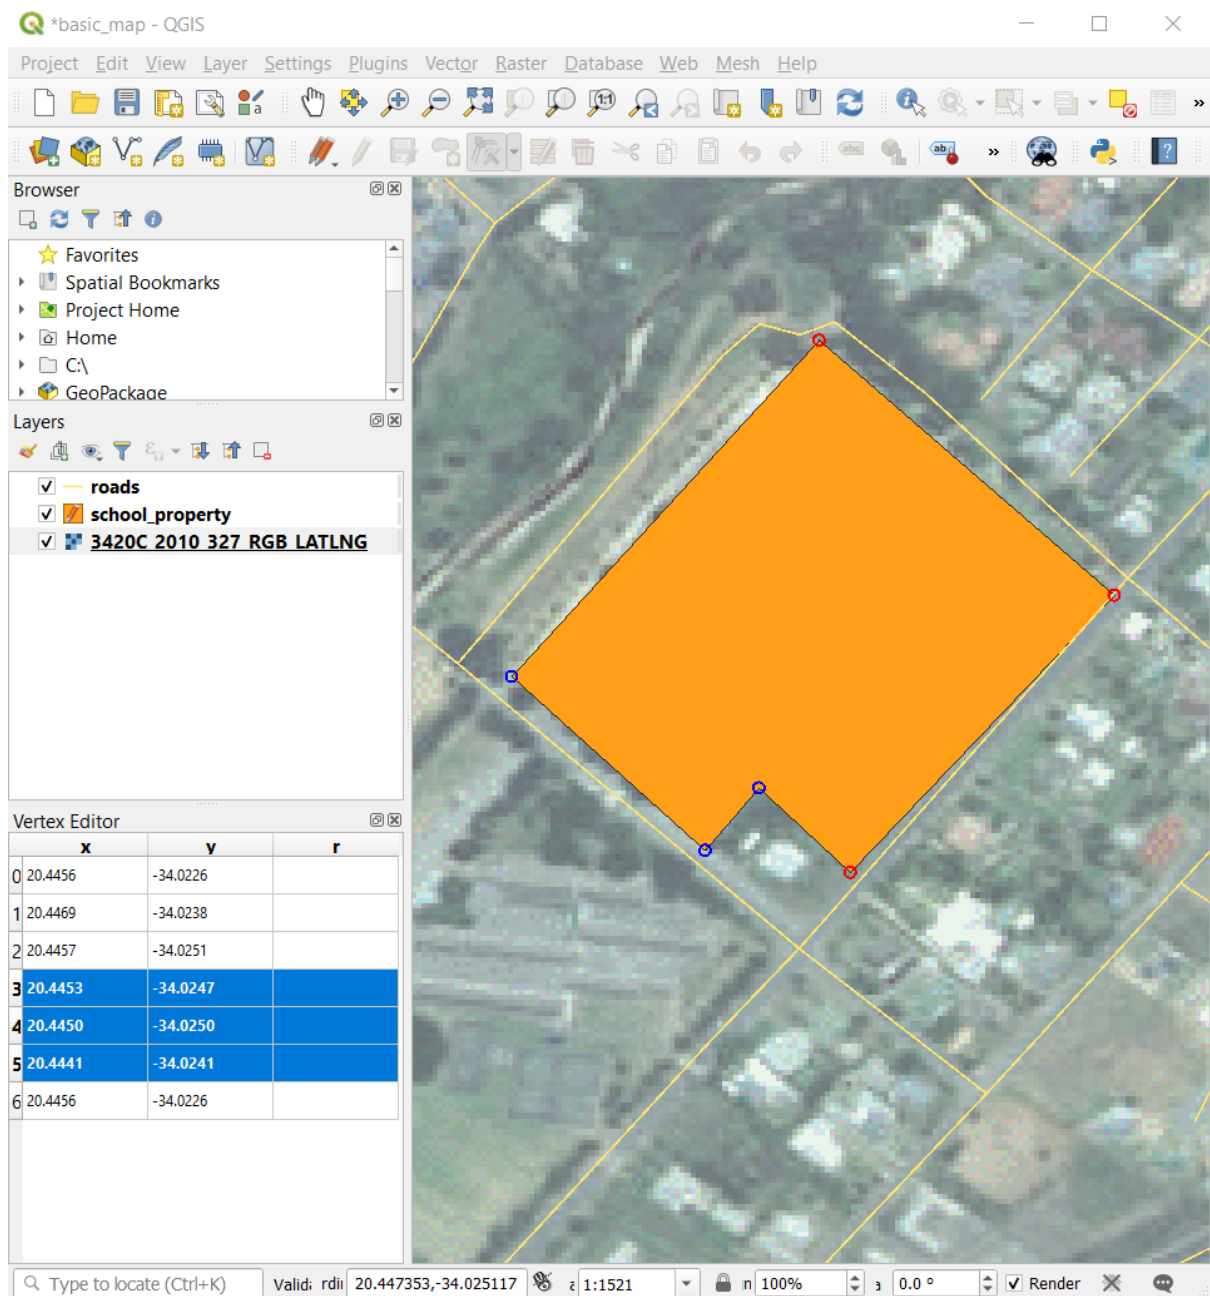 *basic_map - QGIS
Project Edit View Layer Settings Plugins Vector Raster Database Web Mesh Help
Browser
Favorites
Spatial Bookmarks
Project Home
Home
C:\
GeoPackage
Layers
roads
school_property
3420C_2010_327_RGB_LATLNG
Vertex Editor
x y r
0 20.4456 -34.0226
1 20.4469 -34.0238
2 20.4457 -34.0251
3 20.4453 -34.0247
4 20.4450 -34.0250
5 20.4441 -34.0241
6 20.4456 -34.0226
Type to locate (Ctrl+K) 20.447353,-34.025117 1:1521 100% 0.0 ° Render